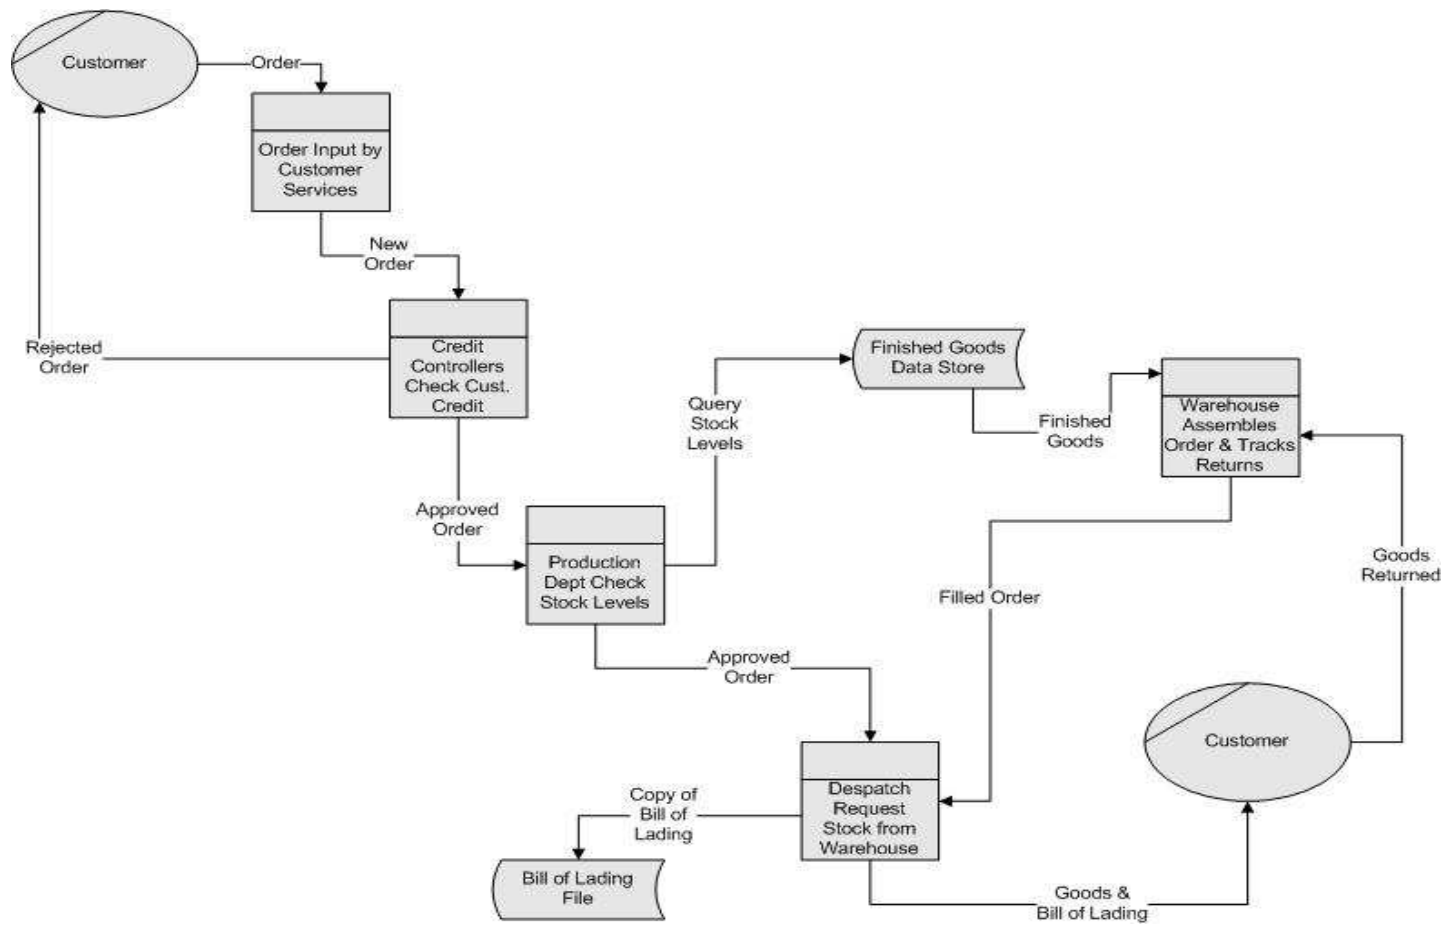 Customer
Order
Order Input by
Customer
Services
New
Order
Rejected
Order
Credit
Controllers
Check Cust.
Credit
Finished Goods
Data Store
Query
Stock
Levels
Finished
Goods
Warehouse
Assembles
Order & Tracks
Returns
Approved
Order
Production
Dept Check
Stock Levels
Goods
Returned
Filled Order
Approved
Order
Customer
Copy of
Bill of
Lading
Despatch
Request
Stock from
Warehouse
Bill of Lading
File
Goods &
Bill of Lading